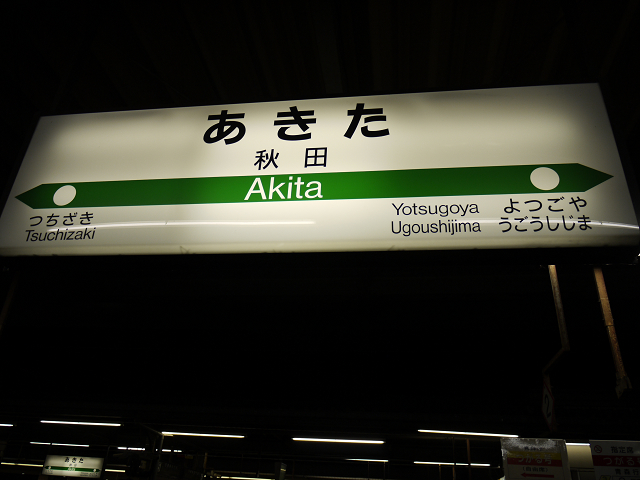 あきた
秋田
Akita
つちざき
Tsuchizaki
Yotsugoya よつごや
Ugoushijima うごうしじま